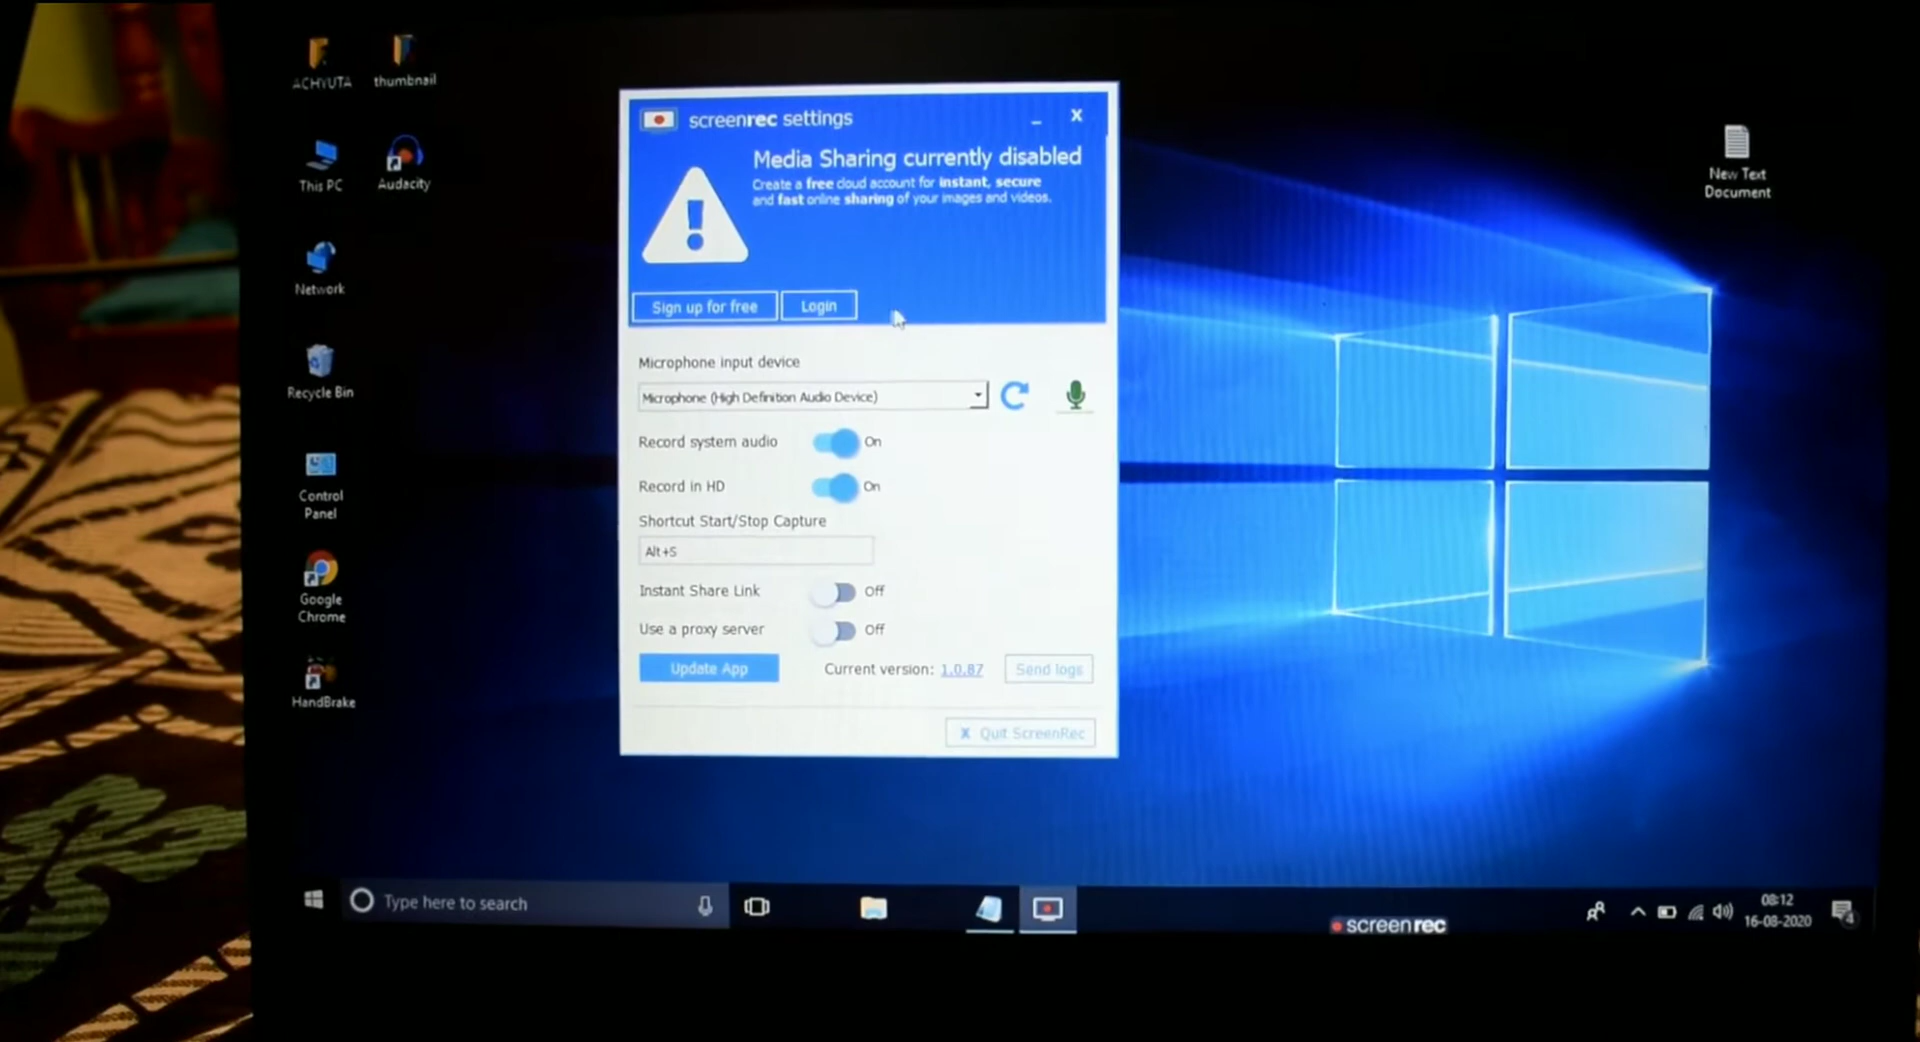 ACHYUTA
thumbnail
This PC
Audacity
Network
Recycle Bin
Control
Panel
Google
Chrome
HandBrake
New Text
Document
screenrec settings
_ X
Media Sharing currently disabled
Create a free cloud account for instant, secure
and fast online sharing of your images and videos.
Sign up for free
Login
Microphone input device
Microphone (High Definition Audio Device)
Record system audio On
Record in HD On
Shortcut Start/Stop Capture
Alt+S
Instant Share Link Off
Use a proxy server Off
Update App
Current version: 1.0.87
Send logs
X Quit ScreenRec
Type here to search
screenrec
08:12
16-08-2020
4